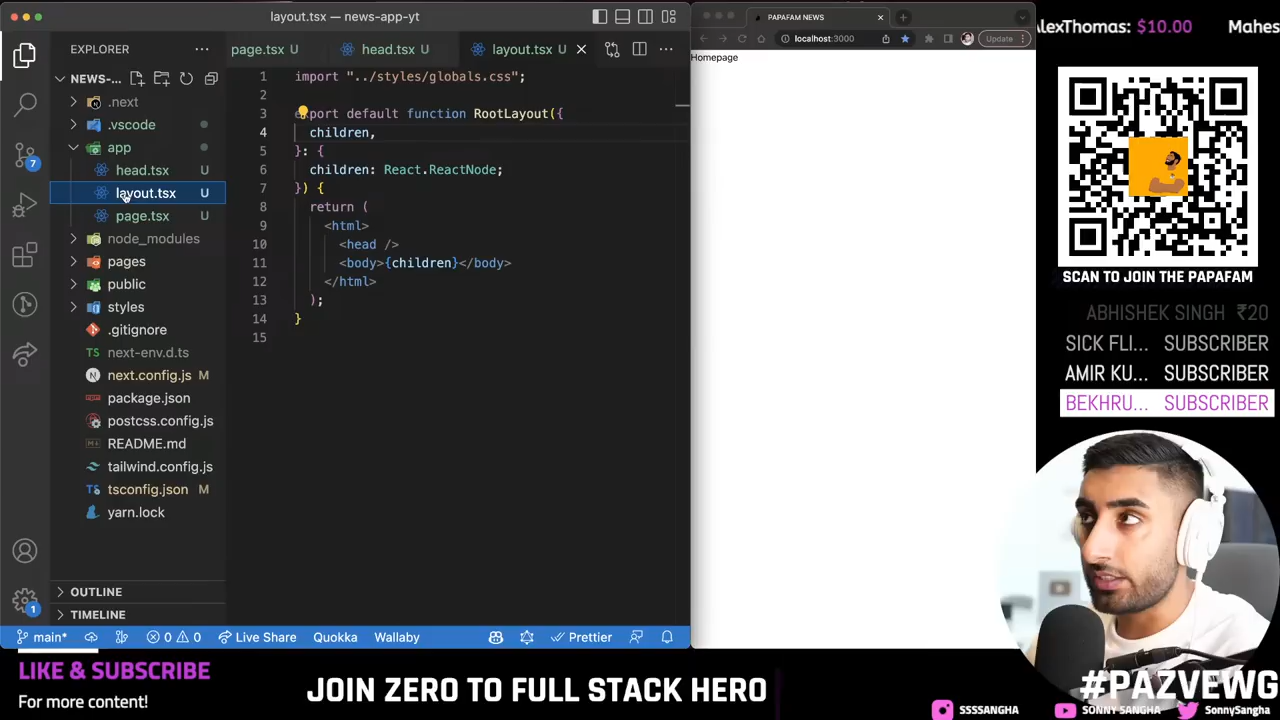 layout.tsx — news-app-yt
EXPLORER
NEWS-...
.next
.vscode
app
head.tsx U
layout.tsx U
page.tsx U
node_modules
pages
public
styles
.gitignore
next-env.d.ts
next.config.js M
package.json
postcss.config.js
README.md
tailwind.config.js
tsconfig.json M
yarn.lock
OUTLINE
TIMELINE
7
1
page.tsx U
head.tsx U
layout.tsx U
1 import "../styles/globals.css";
2
3 port default function RootLayout({
4 children,
5 }: {
6 children: React.ReactNode;
7 }) {
8 return (
9 <html>
10 <head />
11 <body>{children}</body>
12 </html>
13 );
14 }
15
main*
0 0
Live Share
Quokka
Wallaby
Prettier
PAPAFAM NEWS
localhost:3000
Update
Homepage
AlexThomas: $10.00 Mahes
SCAN TO JOIN THE PAPAFAM
ABHISHEK SINGH ₹20
SICK FLI... SUBSCRIBER
AMIR KU... SUBSCRIBER
BEKHRU... SUBSCRIBER
LIKE & SUBSCRIBE
For more content!
JOIN ZERO TO FULL STACK HERO
#PAZVEWG
SSSSANGHA
SONNY SANGHA
SonnySangha